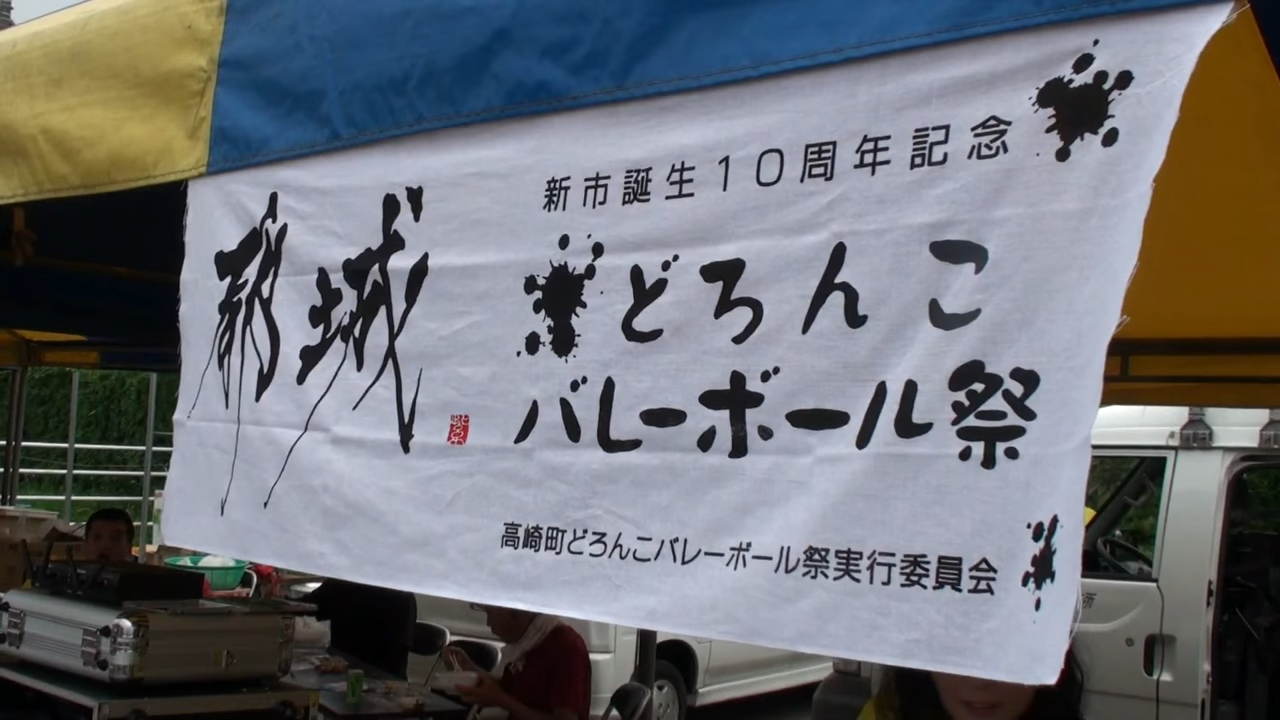 新市誕生10周年記念
都城
どろんこ
バレーボール祭
高崎町どろんこバレーボール祭実行委員会
所